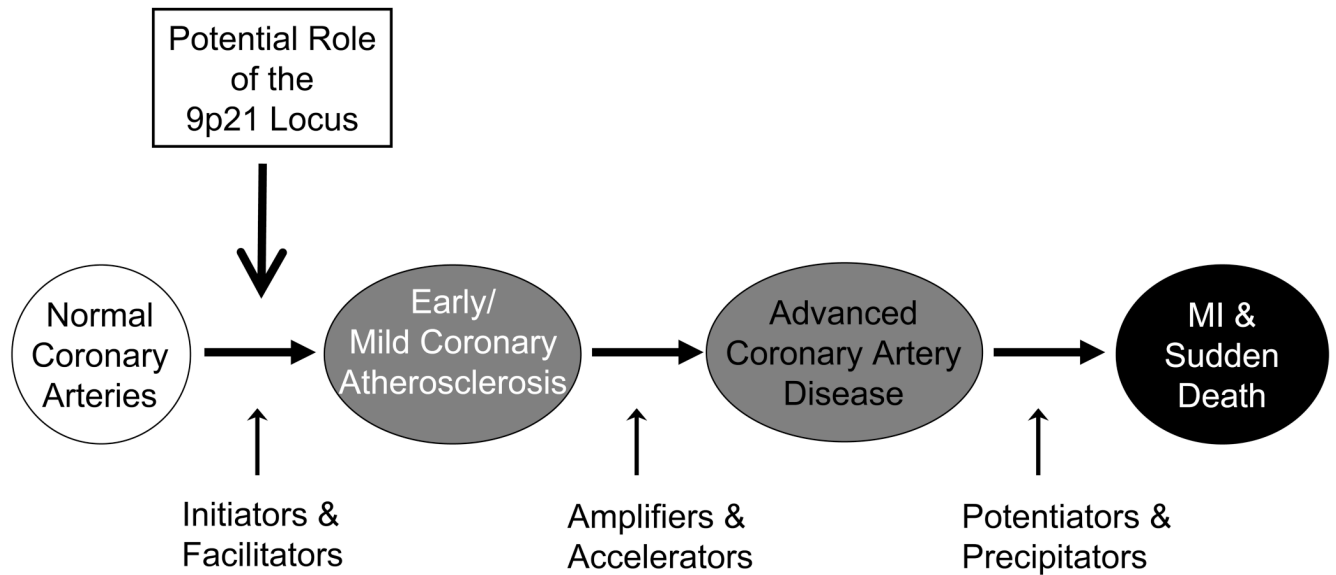 Potential Role
of the
9p21 Locus
Normal
Coronary
Arteries
Early/
Mild Coronary
Atherosclerosis
Advanced
Coronary Artery
Disease
MI &
Sudden
Death
Initiators &
Facilitators
Amplifiers &
Accelerators
Potentiators &
Precipitators